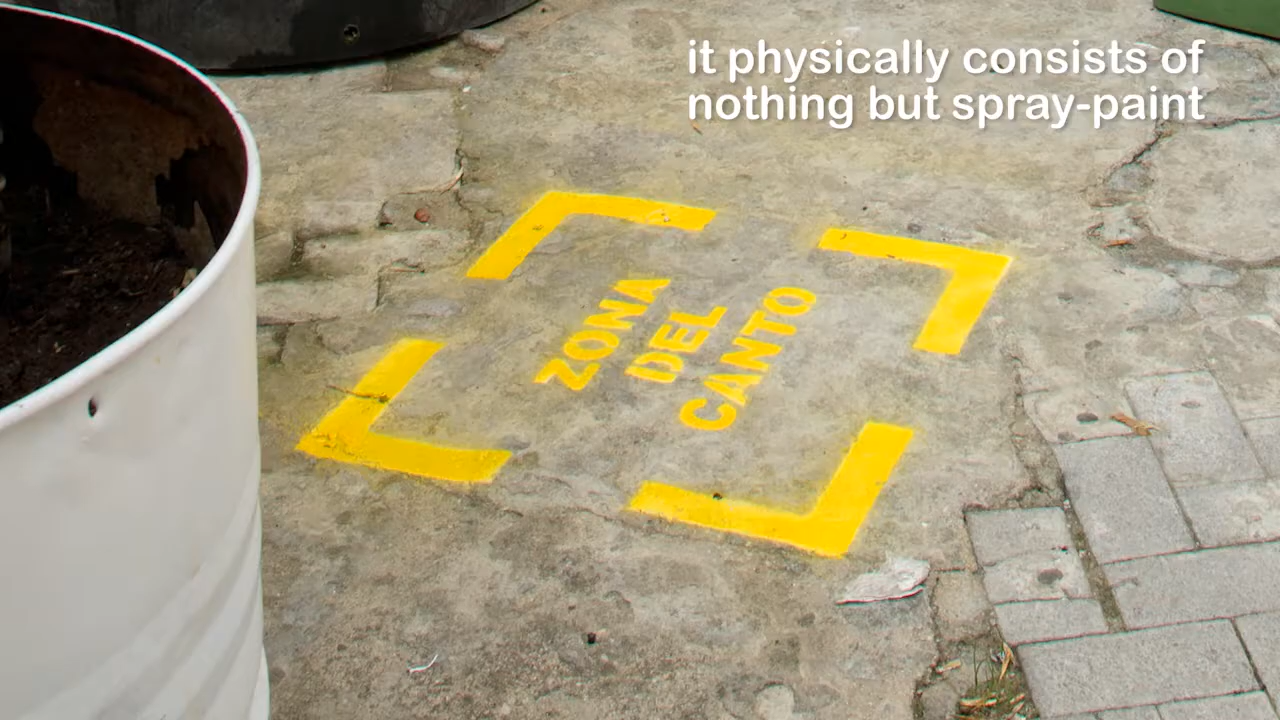 it physically consists of
nothing but spray-paint
ZONA
DEL
CANTO